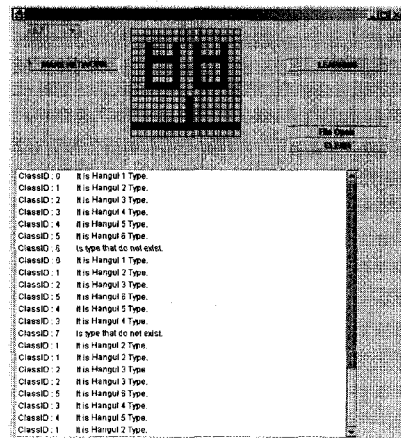 LEARNING
File Open
CLEAR
ClassID : 0 It is Hangul 1 Type.
ClassID : 1 It is Hangul 2 Type.
ClassID : 2 It is Hangul 3 Type.
ClassID : 3 It is Hangul 4 Type.
ClassID : 4 It is Hangul 5 Type.
ClassID : 5 It is Hangul 6 Type.
ClassID : 6 Is type that do not exist.
ClassID : 0 It is Hangul 1 Type.
ClassID : 1 It is Hangul 2 Type.
ClassID : 2 It is Hangul 3 Type.
ClassID : 5 It is Hangul 6 Type.
ClassID : 4 It is Hangul 5 Type.
ClassID : 3 It is Hangul 4 Type.
ClassID : 7 Is type that do not exist.
ClassID : 1 It is Hangul 2 Type.
ClassID : 1 It is Hangul 2 Type.
ClassID : 2 It is Hangul 3 Type.
ClassID : 2 It is Hangul 3 Type.
ClassID : 5 It is Hangul 6 Type.
ClassID : 3 It is Hangul 4 Type.
ClassID : 4 It is Hangul 5 Type.
ClassID : 1 It is Hangul 2 Type.